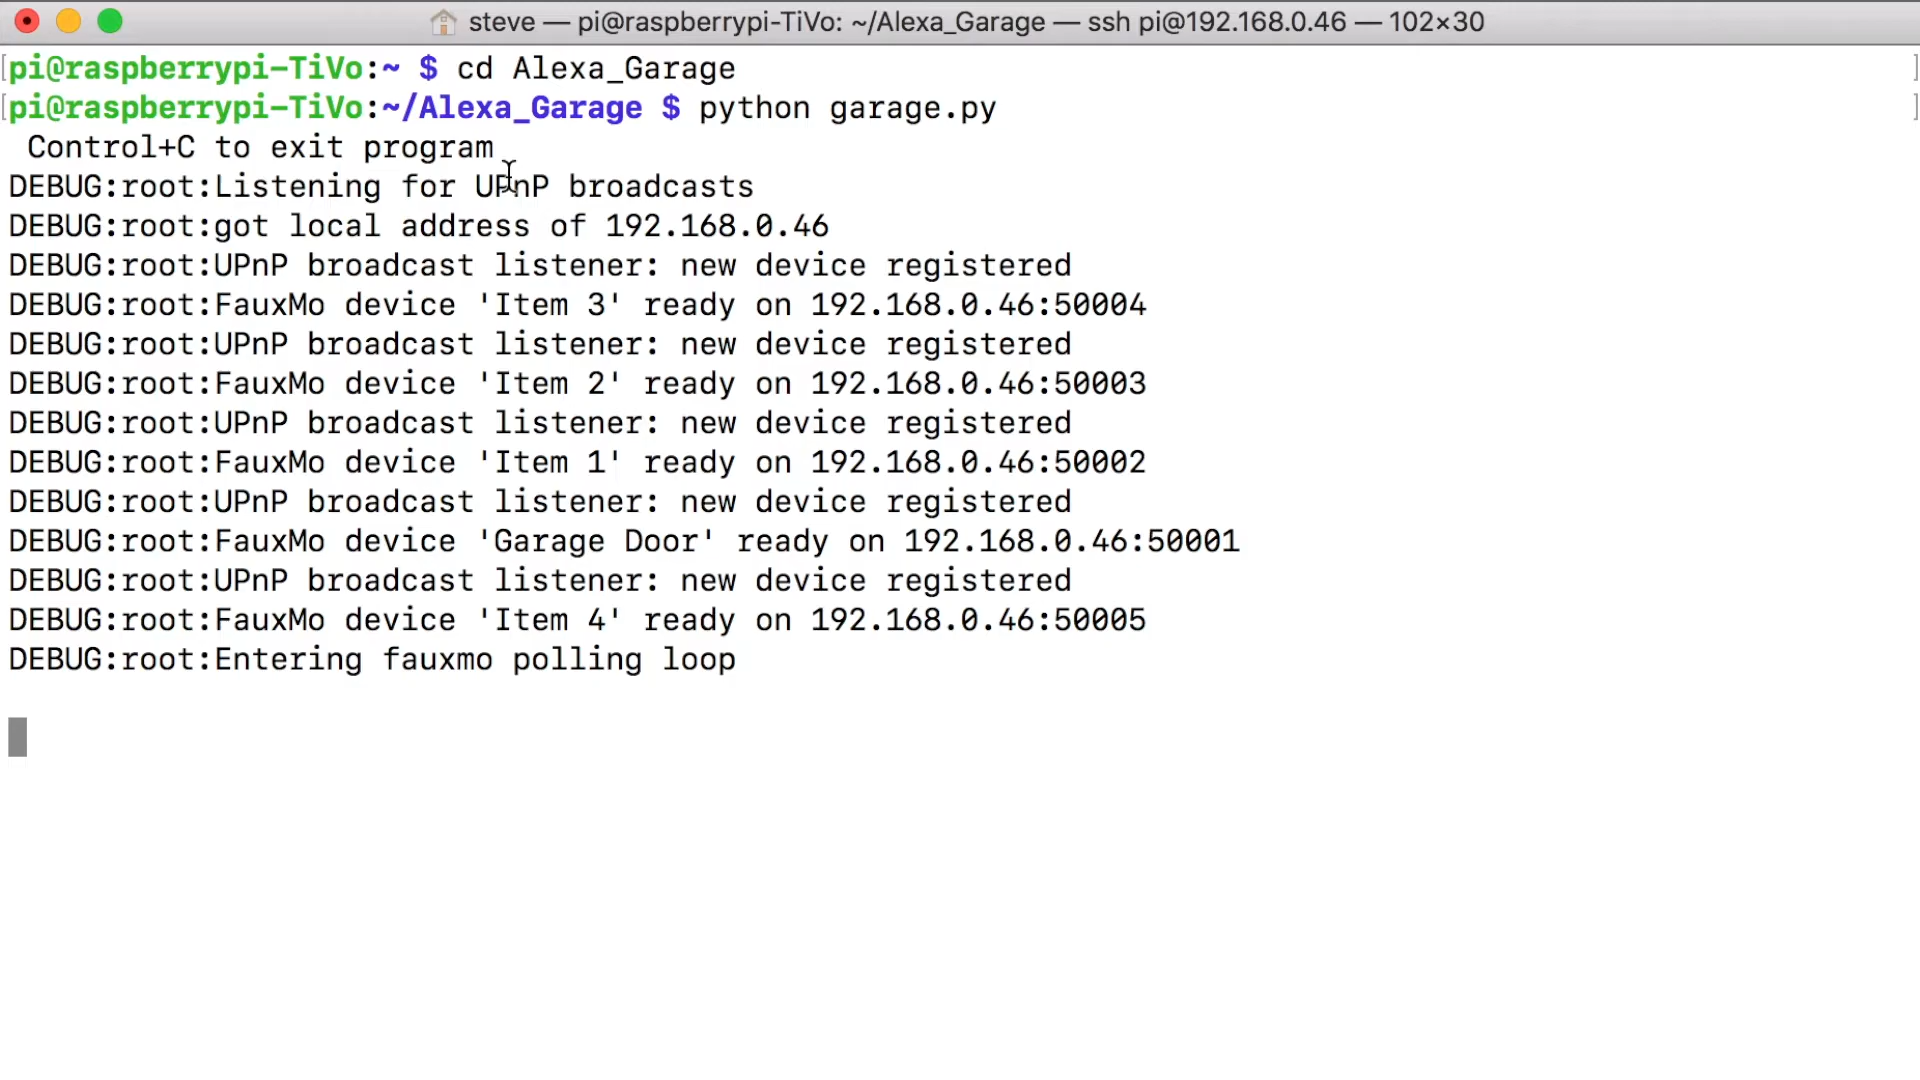 steve — pi@raspberrypi-TiVo: ~/Alexa_Garage — ssh pi@192.168.0.46 — 102×30
[pi@raspberrypi-TiVo:~ $ cd Alexa_Garage ]
[pi@raspberrypi-TiVo:~/Alexa_Garage $ python garage.py ]
Control+C to exit program
DEBUG:root:Listening for UPnP broadcasts
DEBUG:root:got local address of 192.168.0.46
DEBUG:root:UPnP broadcast listener: new device registered
DEBUG:root:FauxMo device 'Item 3' ready on 192.168.0.46:50004
DEBUG:root:UPnP broadcast listener: new device registered
DEBUG:root:FauxMo device 'Item 2' ready on 192.168.0.46:50003
DEBUG:root:UPnP broadcast listener: new device registered
DEBUG:root:FauxMo device 'Item 1' ready on 192.168.0.46:50002
DEBUG:root:UPnP broadcast listener: new device registered
DEBUG:root:FauxMo device 'Garage Door' ready on 192.168.0.46:50001
DEBUG:root:UPnP broadcast listener: new device registered
DEBUG:root:FauxMo device 'Item 4' ready on 192.168.0.46:50005
DEBUG:root:Entering fauxmo polling loop